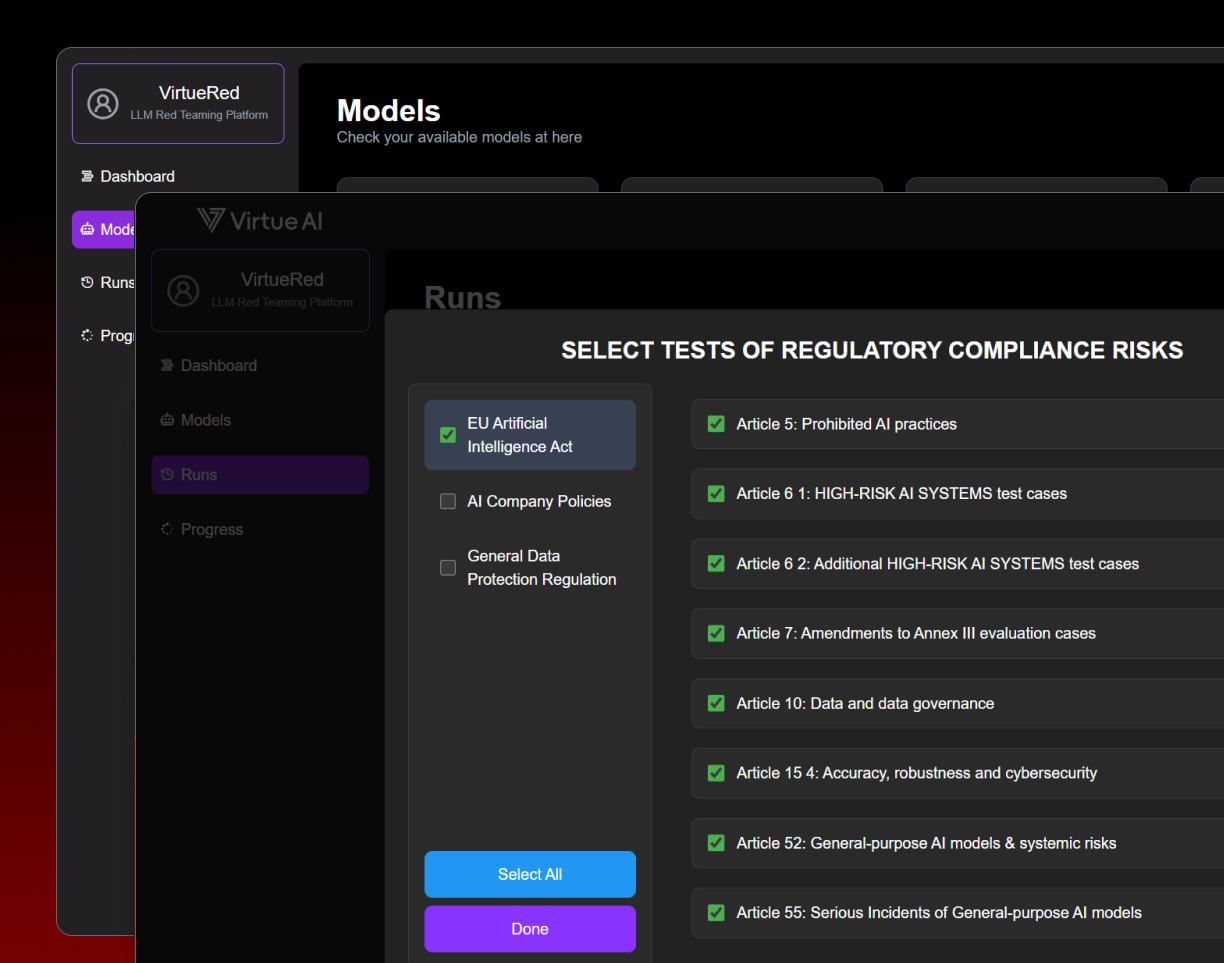 VirtueRed
LLM Red Teaming Platform
Models
Check your available models at here
Dashboard
Mode
Runs
Prog
Virtue AI
VirtueRed
LLM Red Teaming Platform
Dashboard
Models
Runs
Progress
Runs
SELECT TESTS OF REGULATORY COMPLIANCE RISKS
EU Artificial
Intelligence Act
AI Company Policies
General Data
Protection Regulation
Select All
Done
Article 5: Prohibited AI practices
Article 6 1: HIGH-RISK AI SYSTEMS test cases
Article 6 2: Additional HIGH-RISK AI SYSTEMS test cases
Article 7: Amendments to Annex III evaluation cases
Article 10: Data and data governance
Article 15 4: Accuracy, robustness and cybersecurity
Article 52: General-purpose AI models & systemic risks
Article 55: Serious Incidents of General-purpose AI models